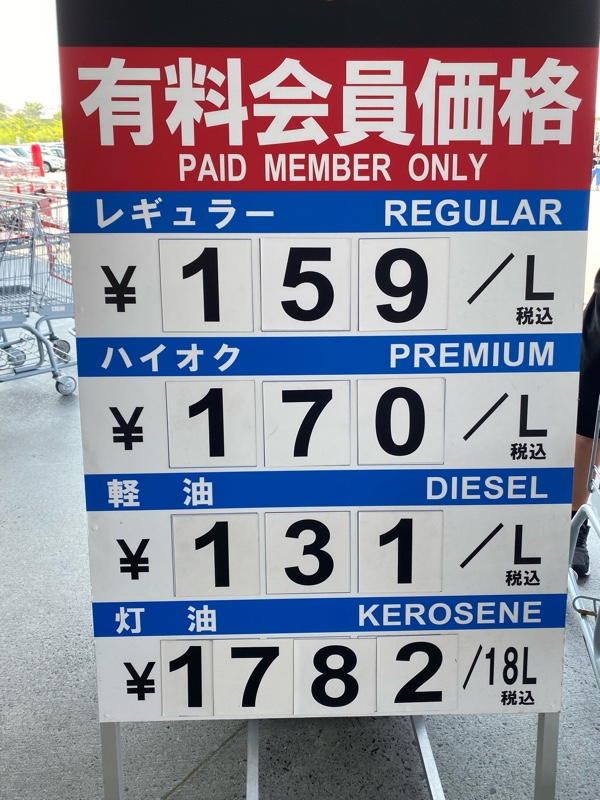 有料会員価格
PAID MEMBER ONLY
レギュラー REGULAR
¥159/L
税込
ハイオク PREMIUM
¥170/L
税込
軽 油 DIESEL
¥131/L
税込
灯 油 KEROSENE
¥1782/18L
税込